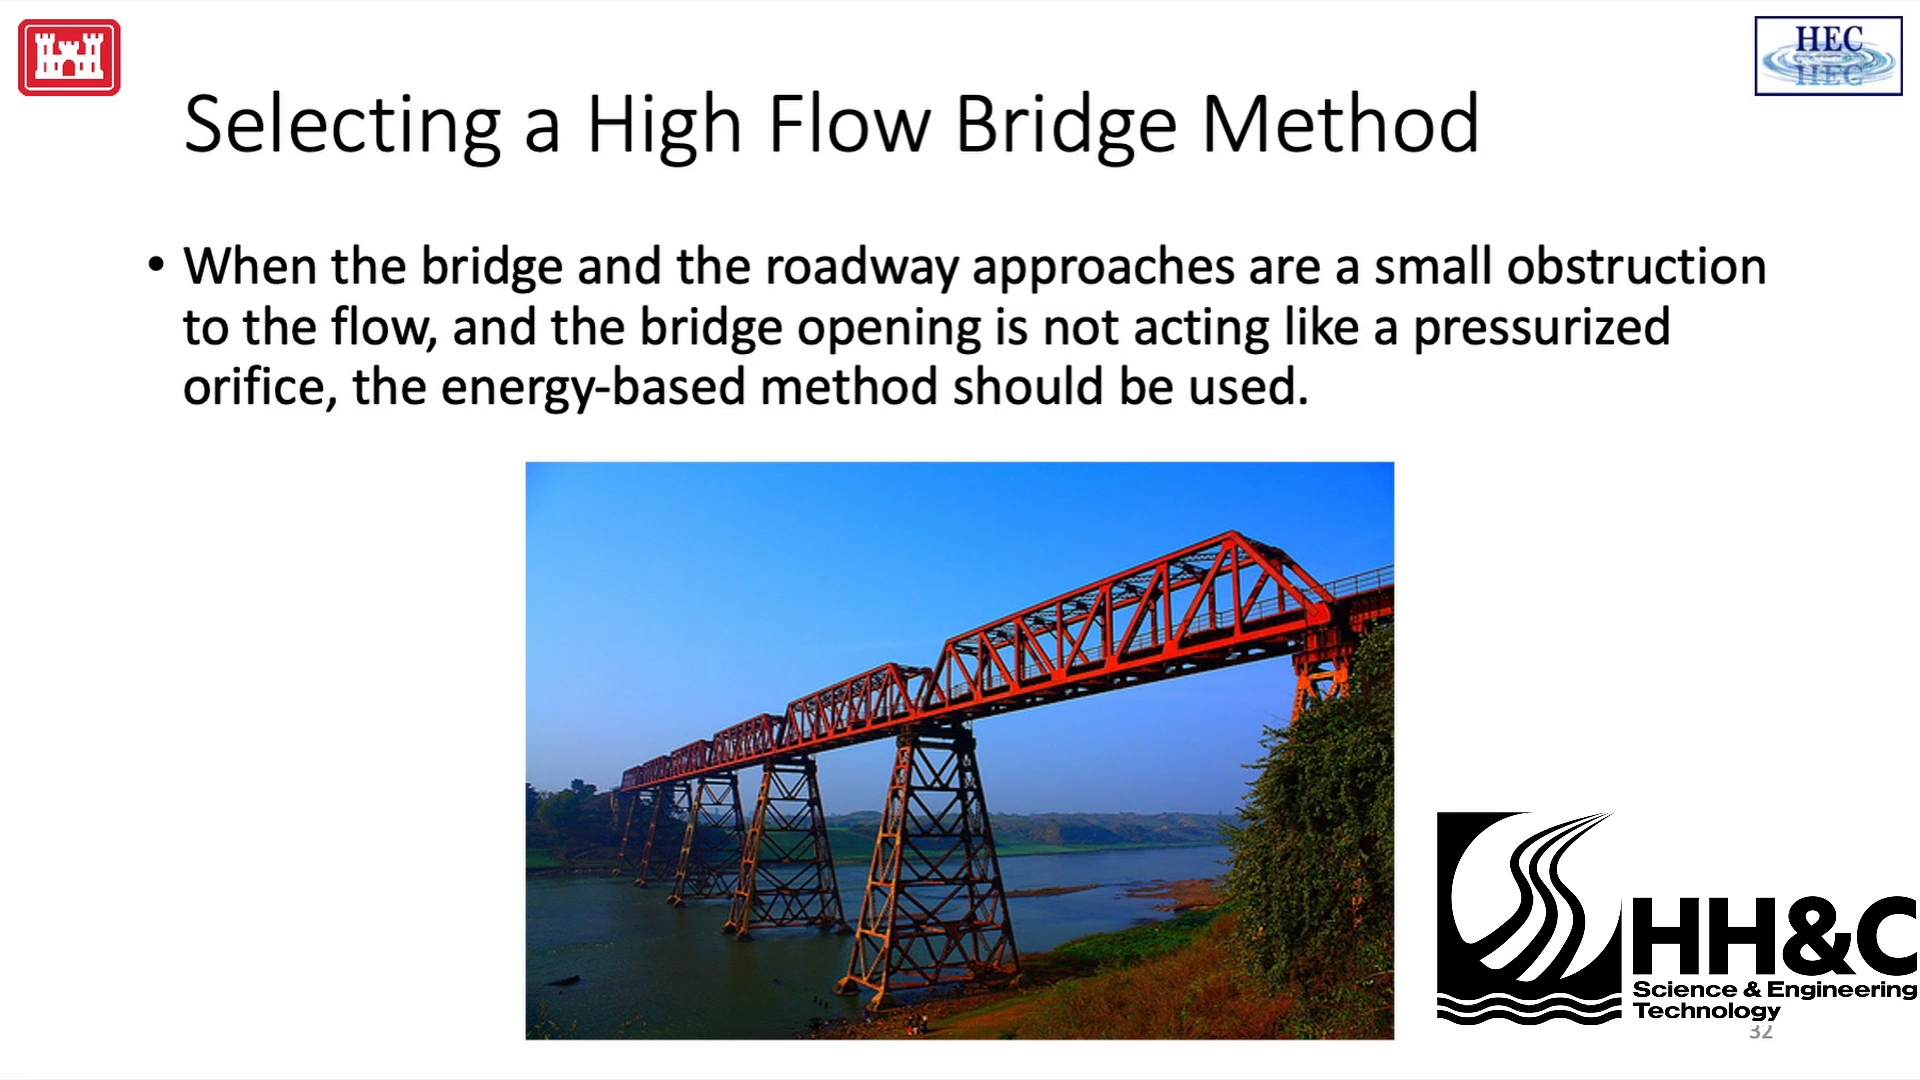 HEC
HEC
Selecting a High Flow Bridge Method
• When the bridge and the roadway approaches are a small obstruction
to the flow, and the bridge opening is not acting like a pressurized
orifice, the energy-based method should be used.
HH&C
Science & Engineering
Technology
32